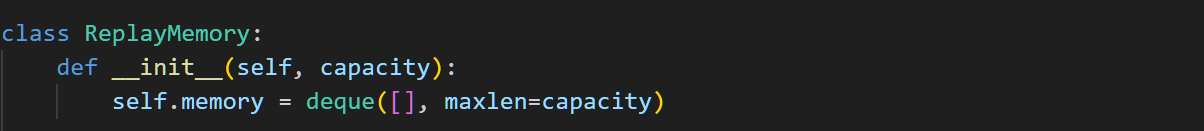 class ReplayMemory:
    def __init__(self, capacity):
        self.memory = deque([], maxlen=capacity)